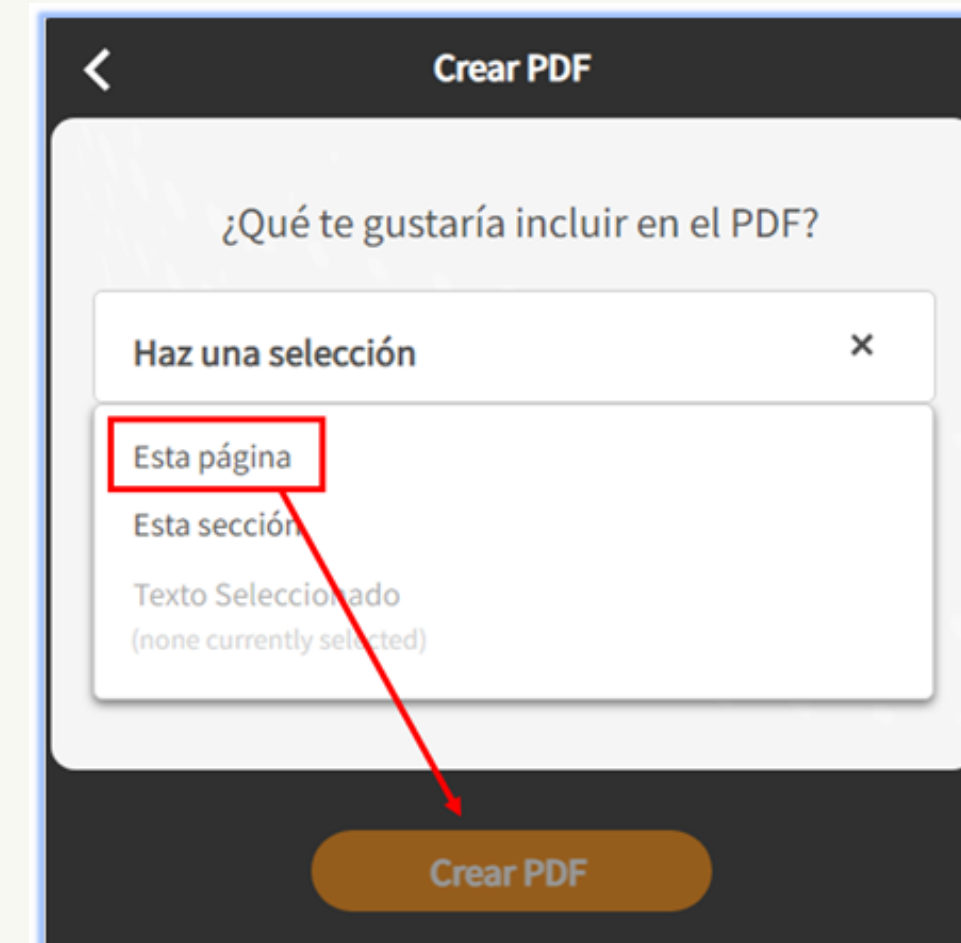 Crear PDF
¿Qué te gustaría incluir en el PDF?
Haz una selección
Esta página
Esta sección
Texto Seleccionado
(none currently selected)
Crear PDF